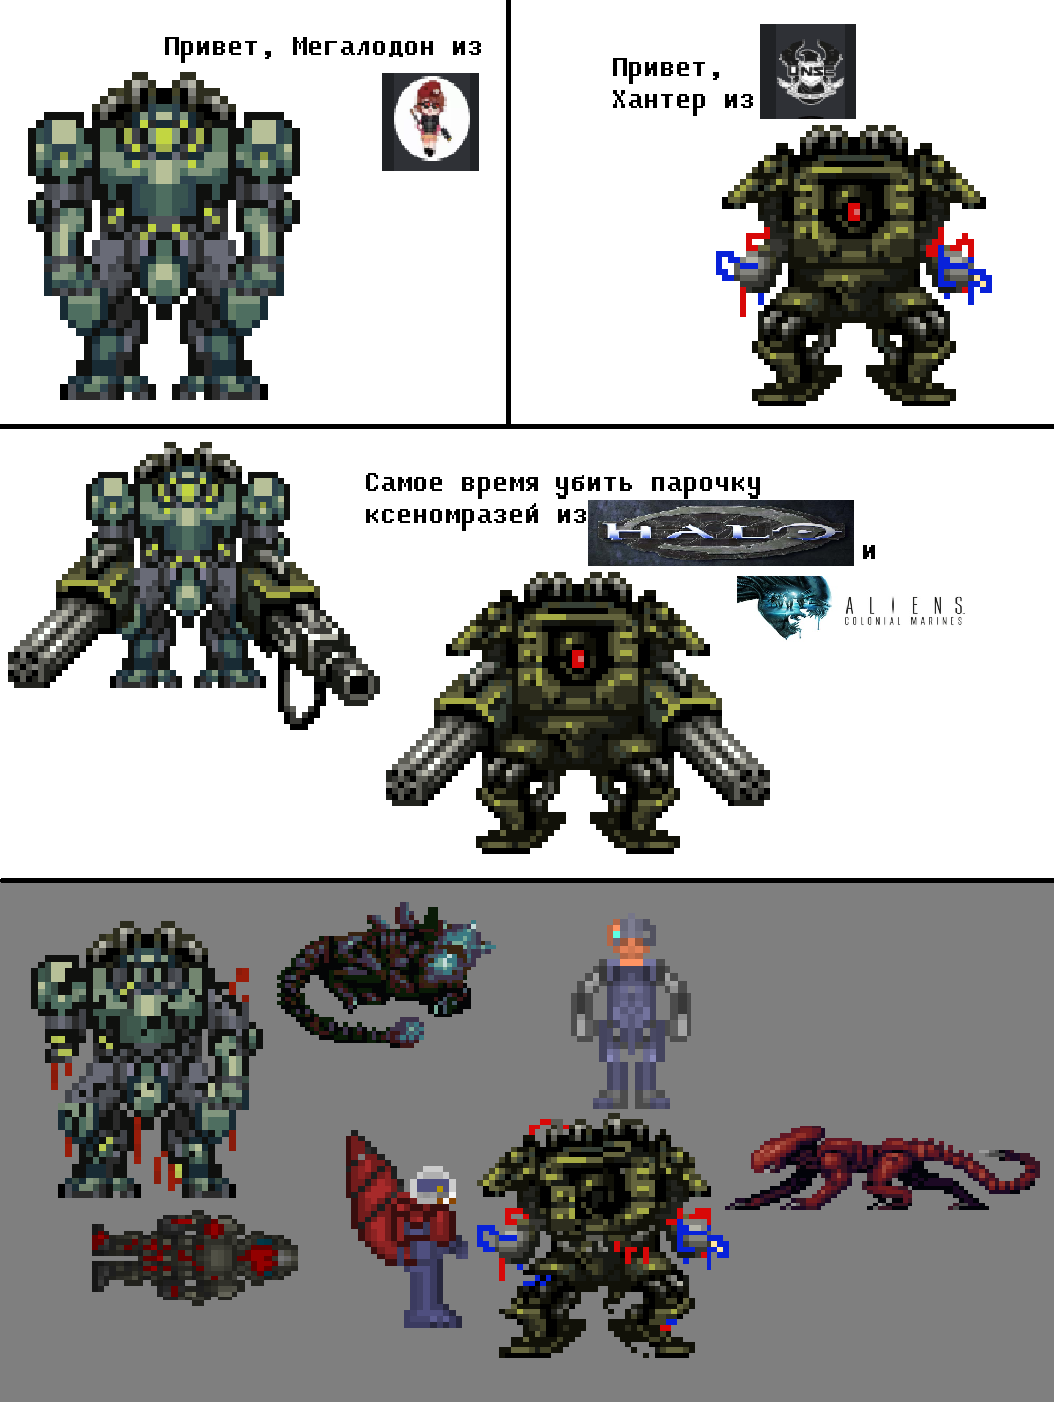 Привет, Мегалодон из
Привет,
Хантер из
UNSC
Самое время убить парочку
ксеномразей из
HALO
и
ALIENS
COLONIAL MARINES